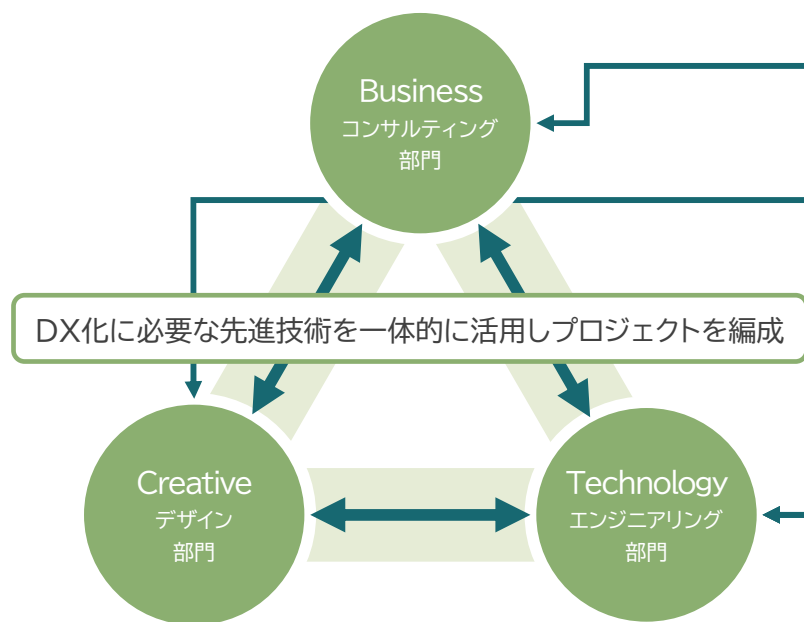 Business
コンサルティング
部門
DX化に必要な先進技術を一体的に活用しプロジェクトを編成
Creative
デザイン
部門
Technology
エンジニアリング
部門